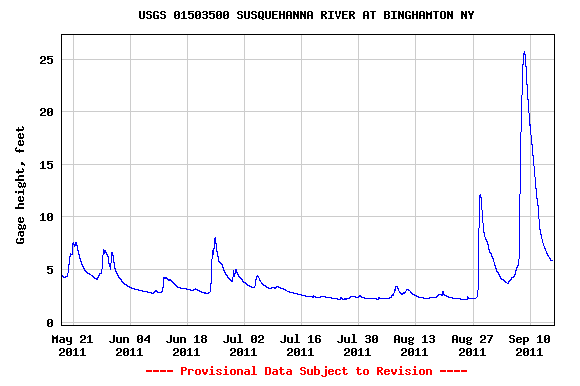 USGS 01503500 SUSQUEHANNA RIVER AT BINGHAMTON NY
Gage height, feet
25
20
15
10
5
0
May 21 Jun 04 Jun 18 Jul 02 Jul 16 Jul 30 Aug 13 Aug 27 Sep 10
2011 2011 2011 2011 2011 2011 2011 2011 2011
---- Provisional Data Subject to Revision ----